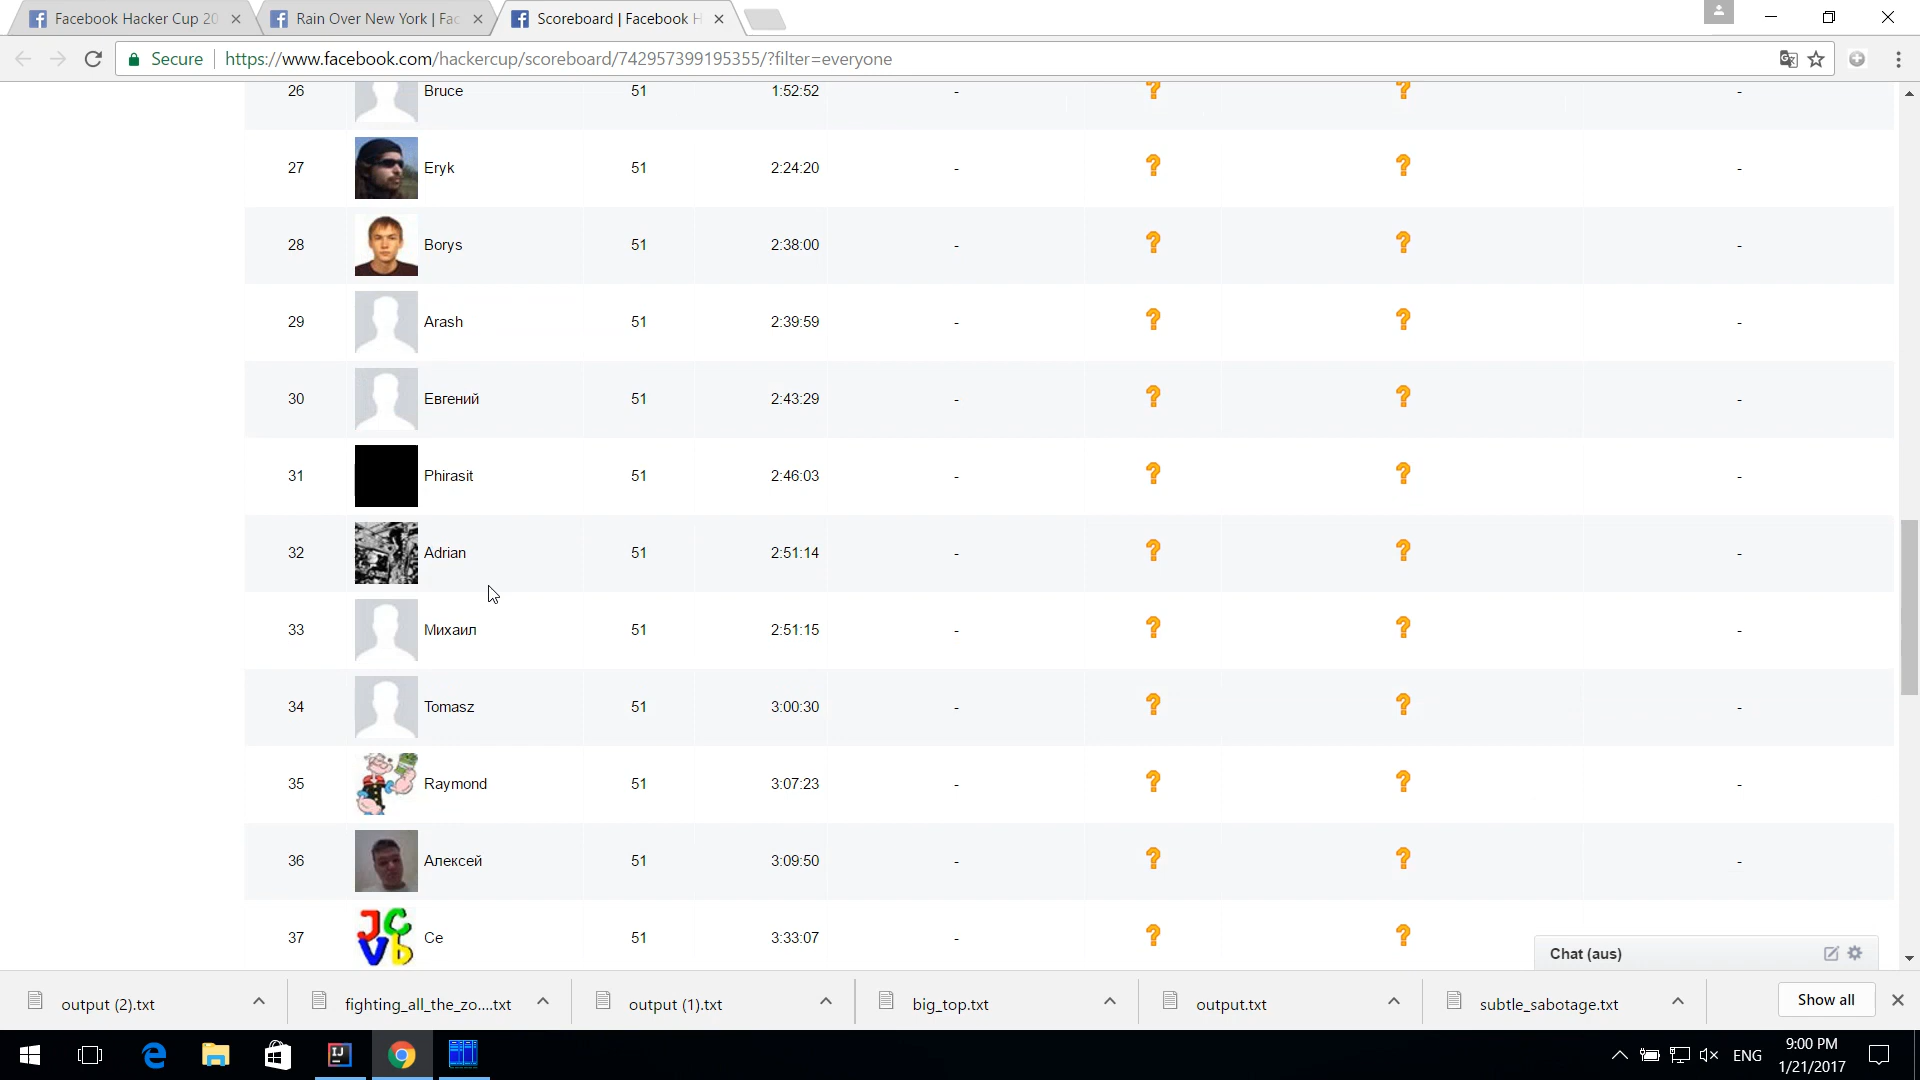 Facebook Hacker Cup 20
Rain Over New York | Fac
Scoreboard | Facebook H
Secure https://www.facebook.com/hackercup/scoreboard/742957399195355/?filter=everyone
26 Bruce 51 1:52:52 - ? ? -
27 Eryk 51 2:24:20 - ? ? -
28 Borys 51 2:38:00 - ? ? -
29 Arash 51 2:39:59 - ? ? -
30 Евгений 51 2:43:29 - ? ? -
31 Phirasit 51 2:46:03 - ? ? -
32 Adrian 51 2:51:14 - ? ? -
33 Михаил 51 2:51:15 - ? ? -
34 Tomasz 51 3:00:30 - ? ? -
35 Raymond 51 3:07:23 - ? ? -
36 Алексей 51 3:09:50 - ? ? -
JC
Vb
37 Ce 51 3:33:07 - ? ?
Chat (aus)
output (2).txt
fighting_all_the_zo....txt
output (1).txt
big_top.txt
output.txt
subtle_sabotage.txt
Show all
IJ
ENG
9:00 PM
1/21/2017